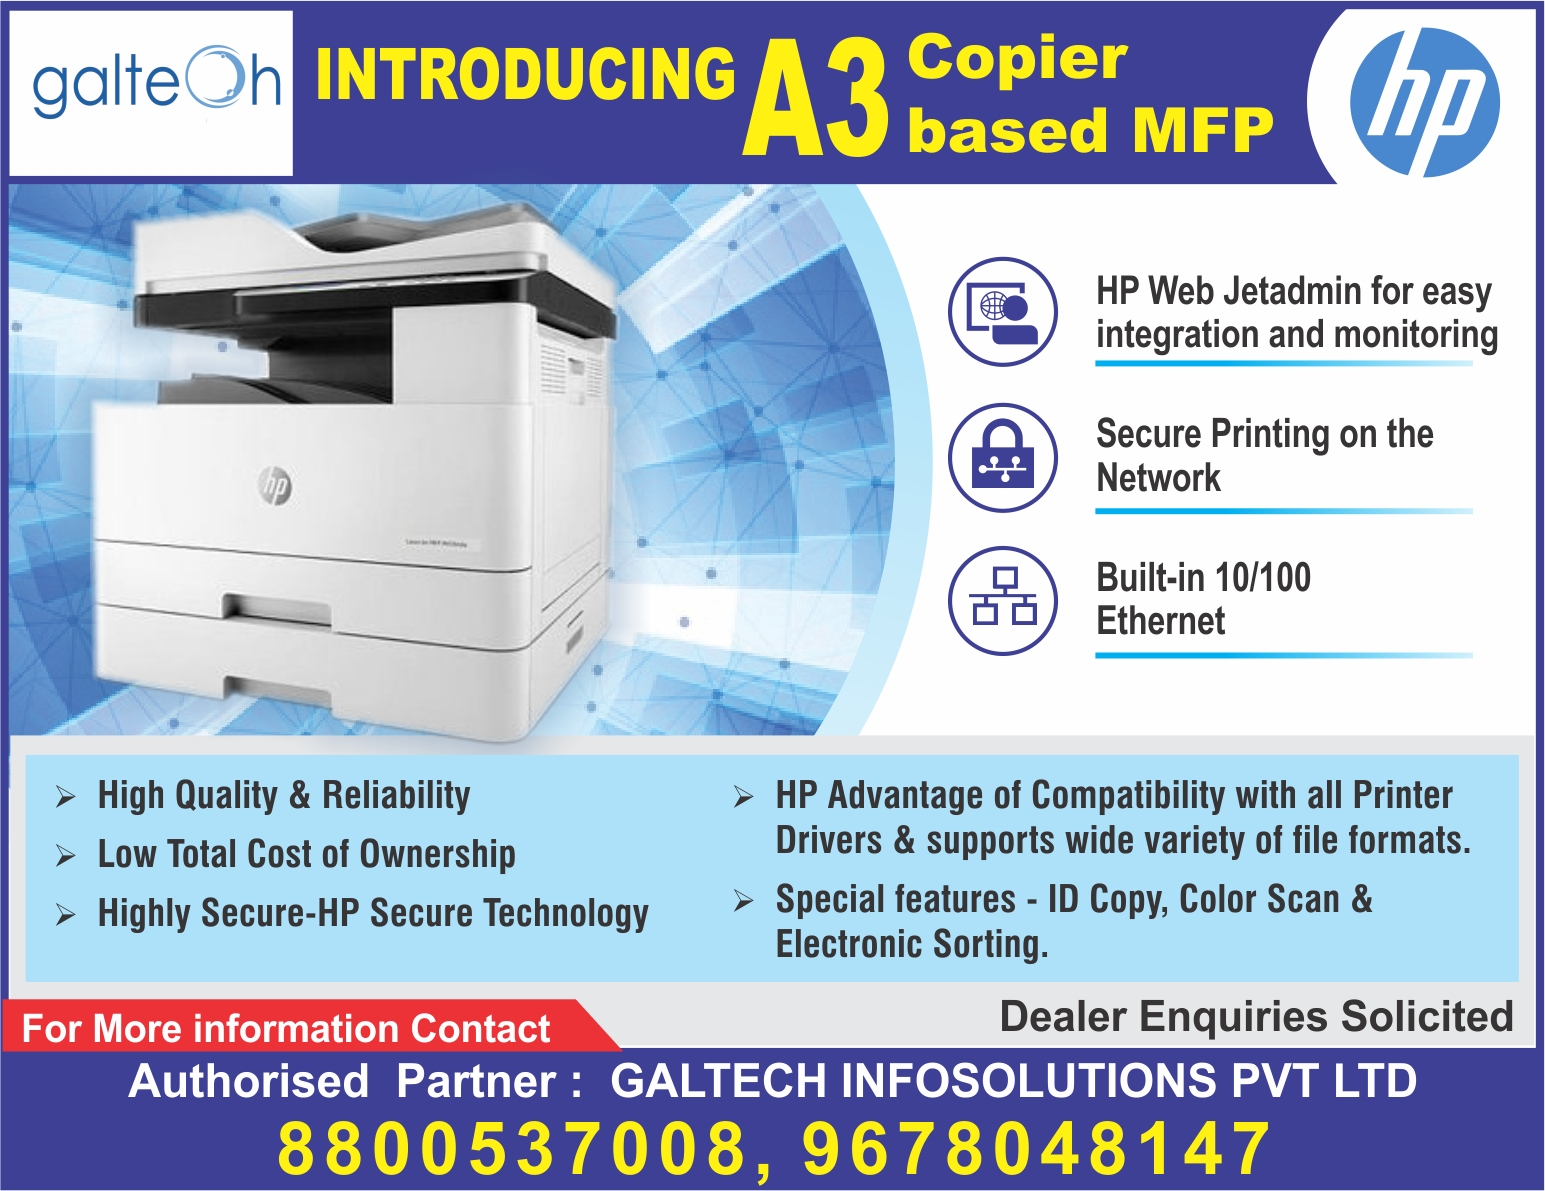 galtech
INTRODUCING A3 Copier
based MFP
hp
HP Web Jetadmin for easy
integration and monitoring
Secure Printing on the
Network
Built-in 10/100
Ethernet
hp
➢ High Quality & Reliability
➢ Low Total Cost of Ownership
➢ Highly Secure-HP Secure Technology
➢ HP Advantage of Compatibility with all Printer
Drivers & supports wide variety of file formats.
➢ Special features - ID Copy, Color Scan &
Electronic Sorting.
For More information Contact
Dealer Enquiries Solicited
Authorised Partner : GALTECH INFOSOLUTIONS PVT LTD
8800537008, 9678048147